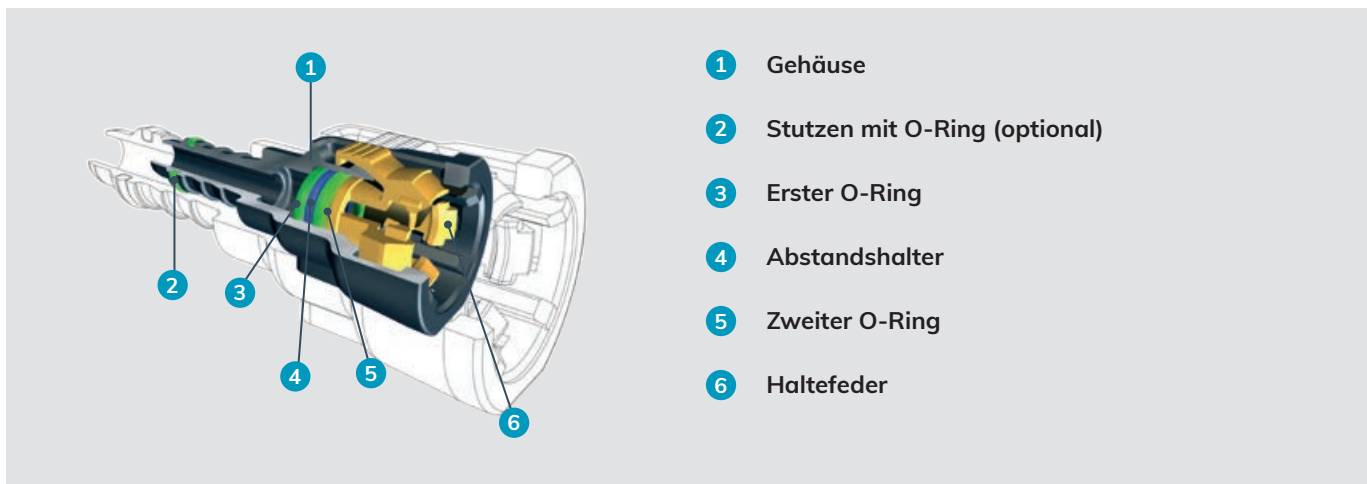 1
2
3
4
5
6
1 Gehäuse
2 Stutzen mit O-Ring (optional)
3 Erster O-Ring
4 Abstandshalter
5 Zweiter O-Ring
6 Haltefeder